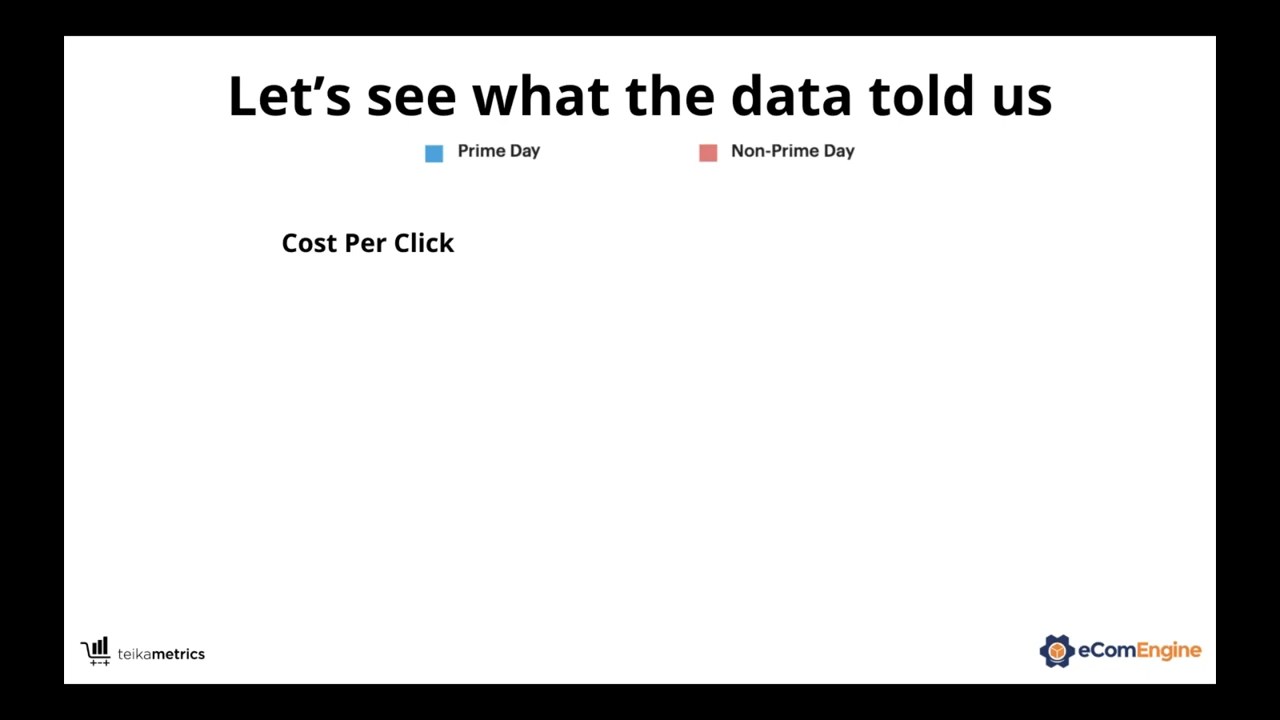 Let’s see what the data told us
Prime Day
Non-Prime Day
Cost Per Click
teikametrics
eComEngine